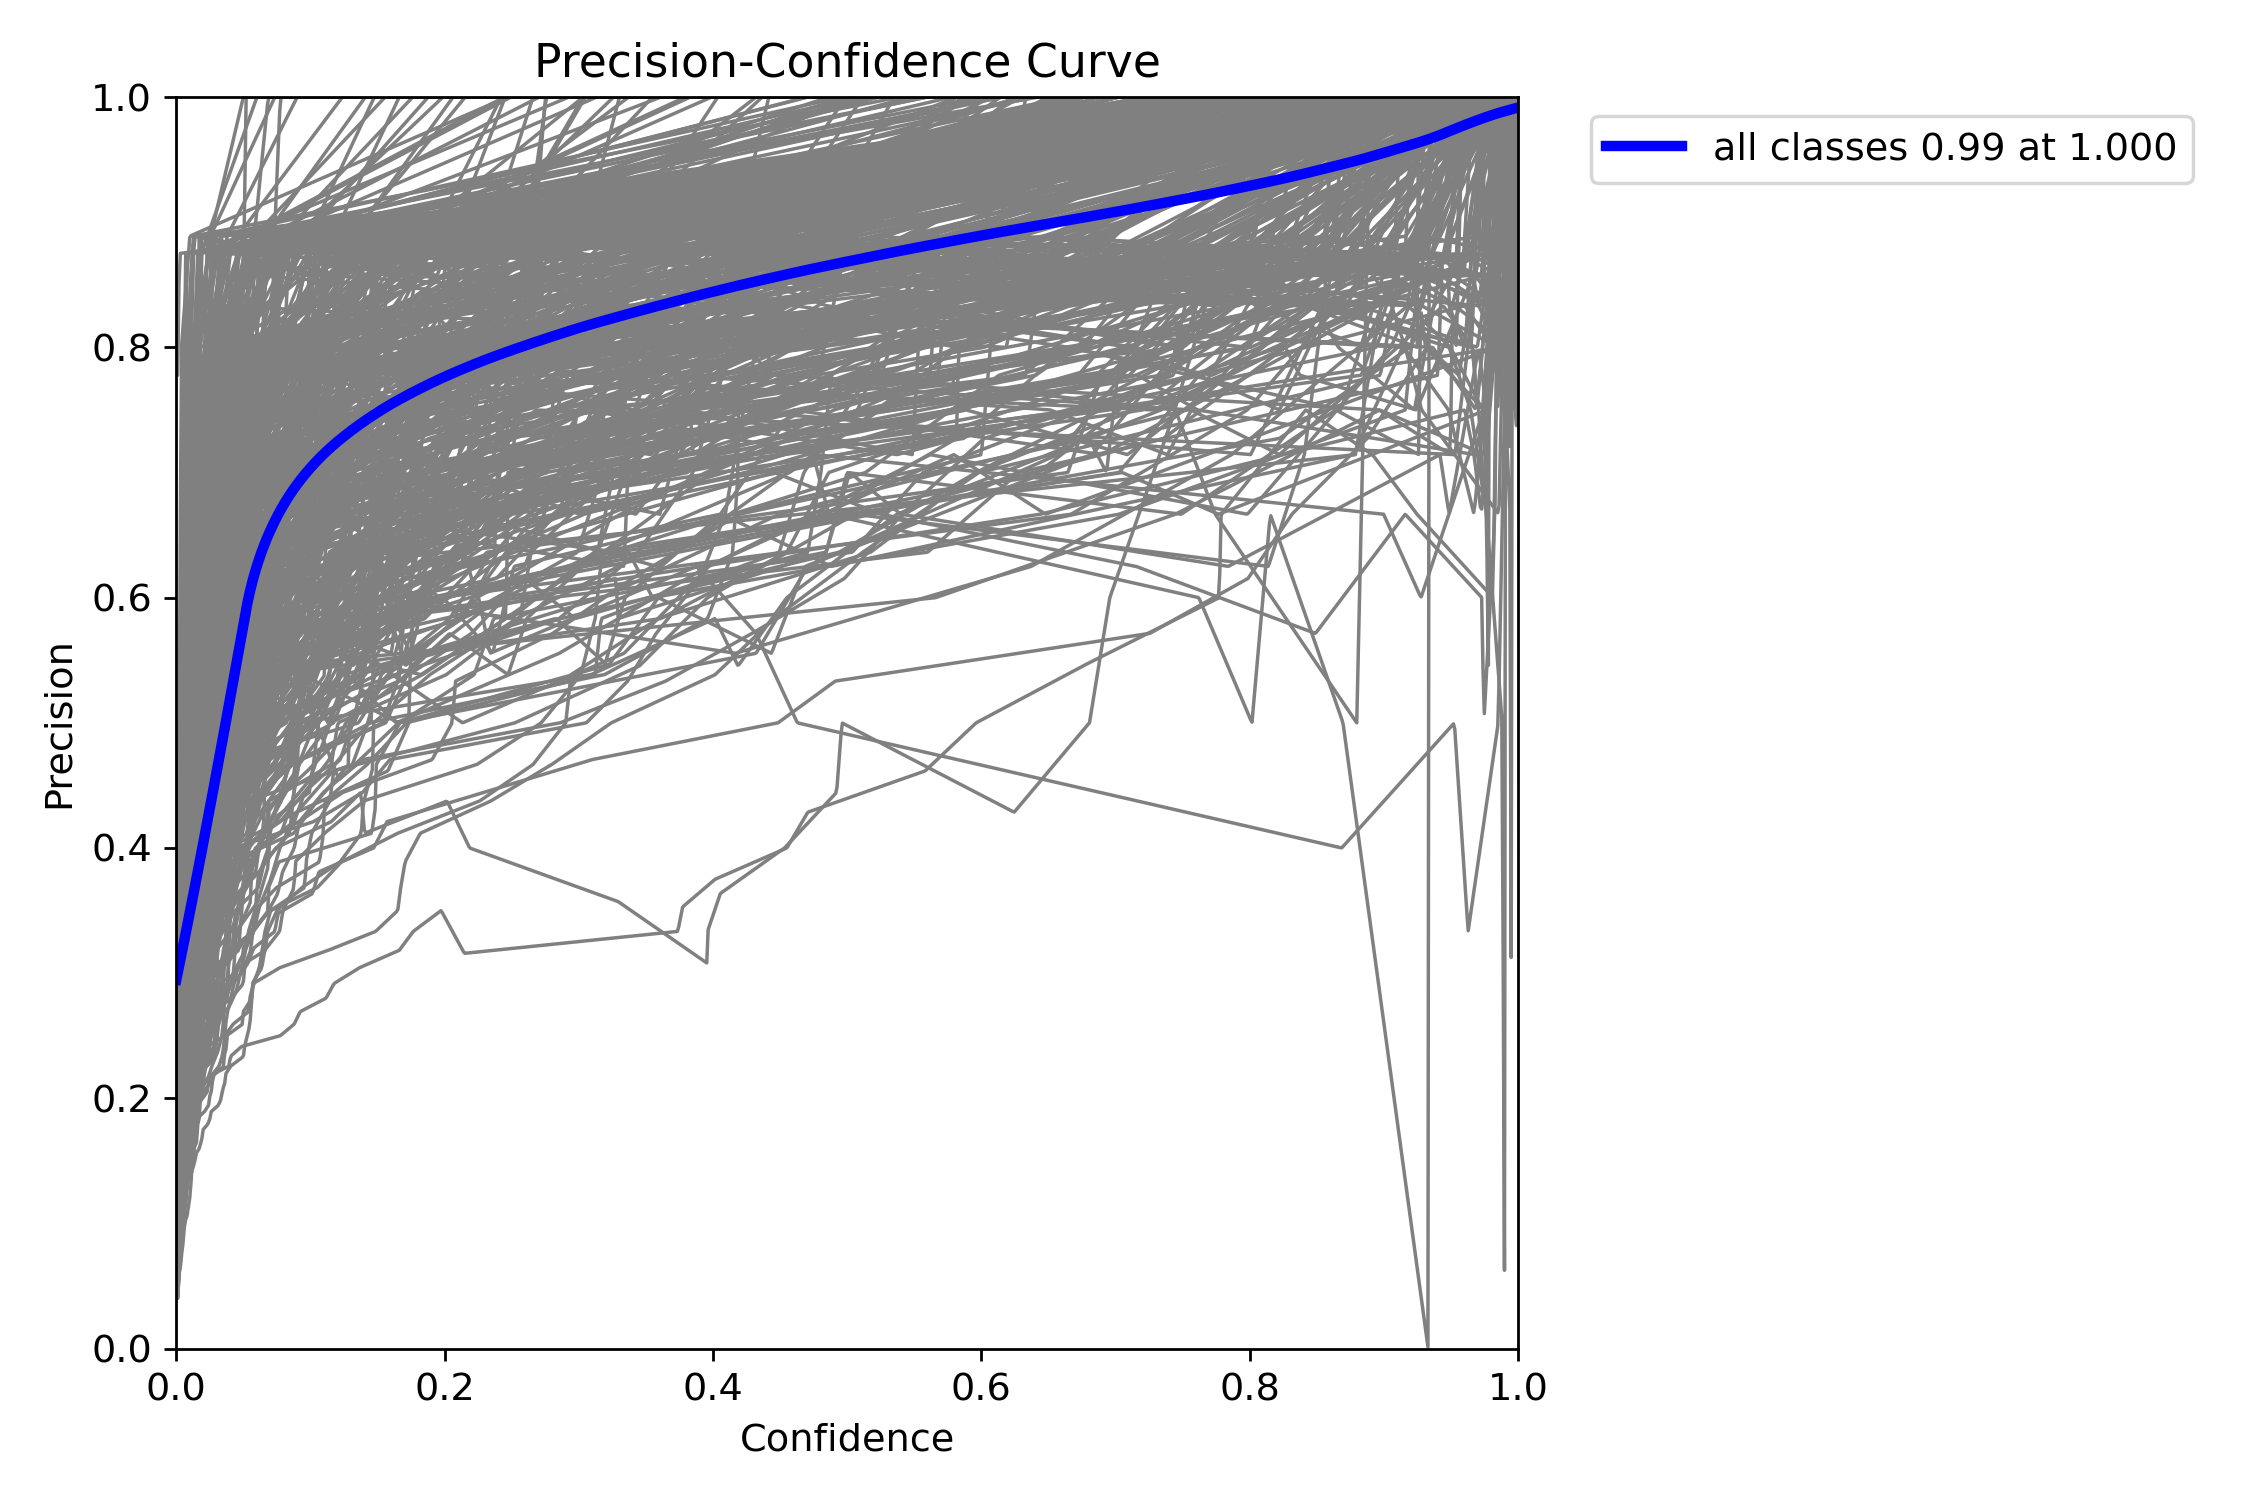 Precision-Confidence Curve
all classes 0.99 at 1.000
Precision
1.0
0.8
0.6
0.4
0.2
0.0
0.0 0.2 0.4 0.6 0.8 1.0
Confidence